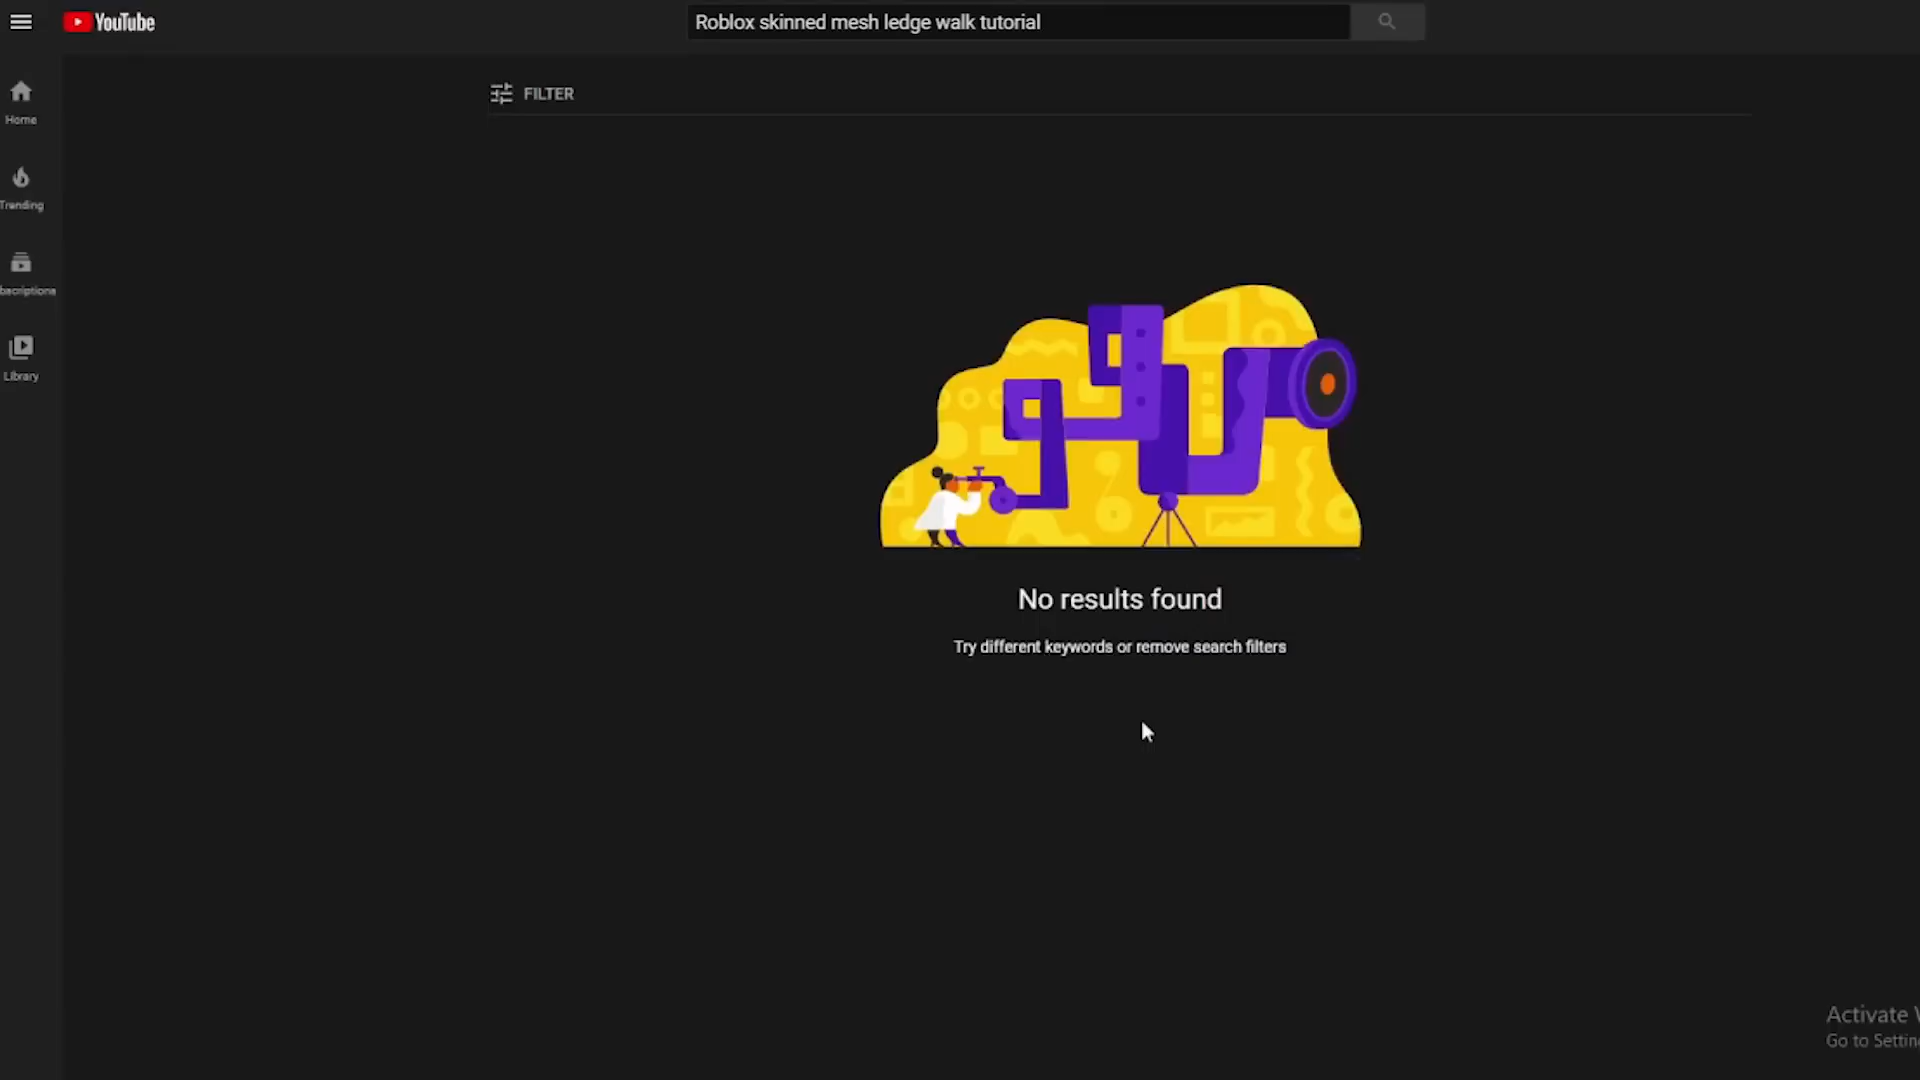 YouTube
Roblox skinned mesh ledge walk tutorial
FILTER
Home
Trending
bscriptions
Library
No results found
Try different keywords or remove search filters
Activate
Go to Settin